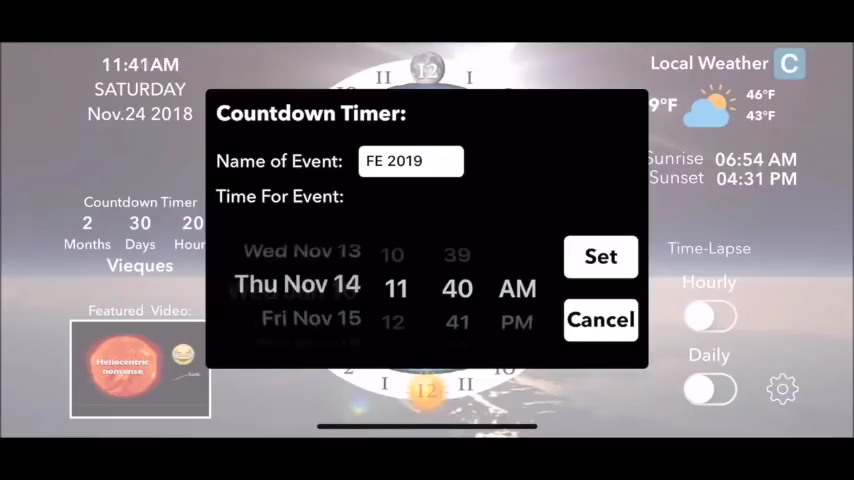 11:41AM
SATURDAY
Nov.24 2018
Countdown Timer
2 30 20
Months Days Hour
Vieques
Featured Video:
Heliocentric
nonsense
II 12 I
Countdown Timer:
Name of Event: FE 2019
Time For Event:
Wed Nov 13 10 39
Thu Nov 14 11 40 AM
Fri Nov 15 12 41 PM
Set
Cancel
I 12 II
Local Weather C
9°F 46°F
43°F
Sunrise 06:54 AM
Sunset 04:31 PM
Time-Lapse
Hourly
Daily